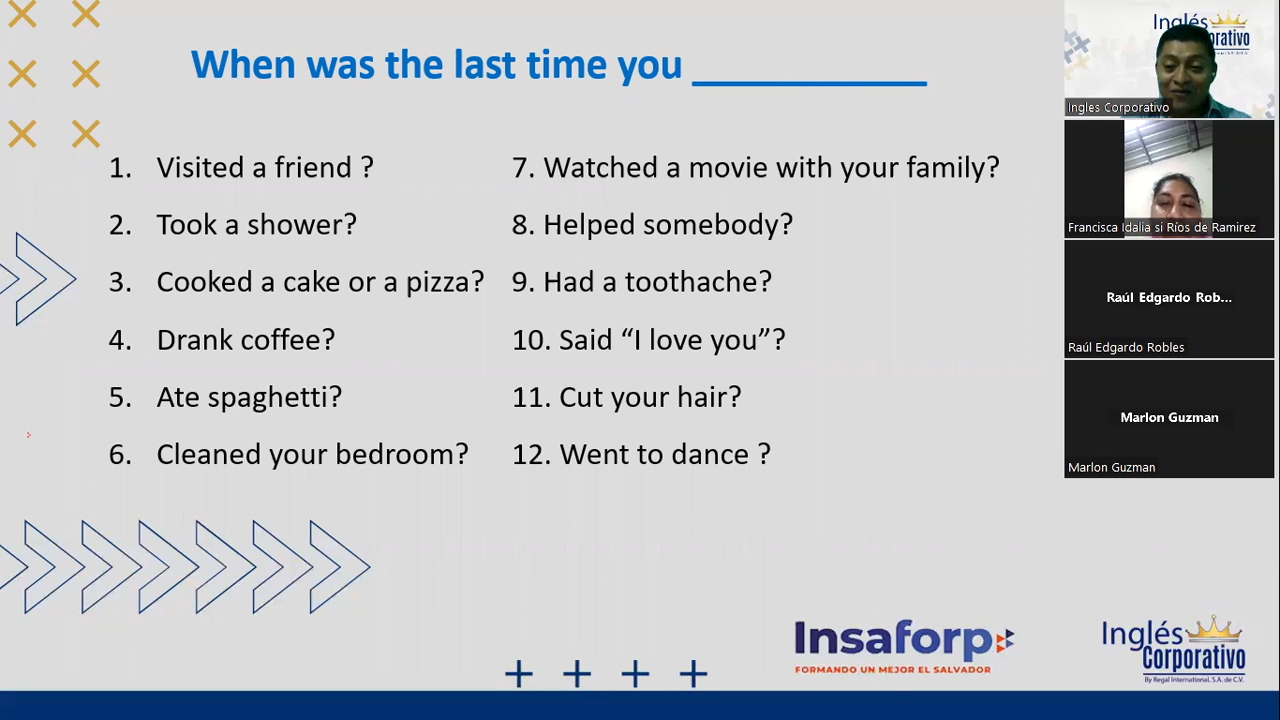 When was the last time you ____________
1. Visited a friend ?
2. Took a shower?
3. Cooked a cake or a pizza?
4. Drank coffee?
5. Ate spaghetti?
6. Cleaned your bedroom?
7. Watched a movie with your family?
8. Helped somebody?
9. Had a toothache?
10. Said “I love you”?
11. Cut your hair?
12. Went to dance ?
Inglés
Ingles Corporativo
Francisca Idalia si Ríos de Ramirez
Raúl Edgardo Rob...
Raúl Edgardo Robles
Marlon Guzman
Marlon Guzman
Insaforp
FORMANDO UN MEJOR EL SALVADOR
Inglés
Corporativo
By Regal International, S.A. de C.V.